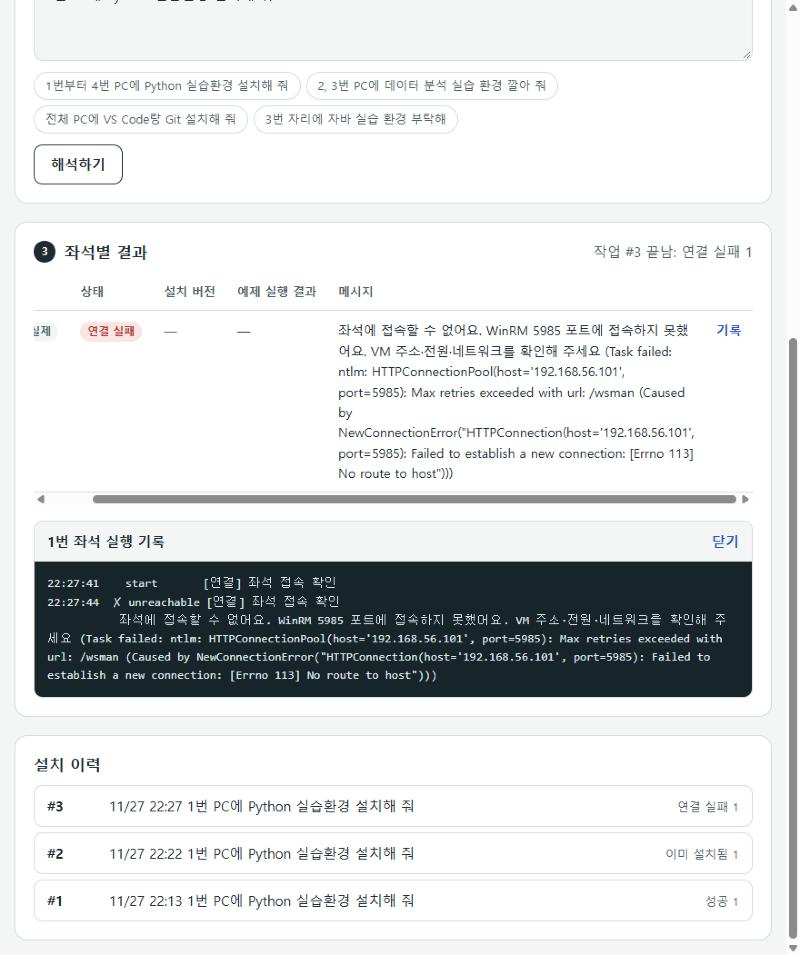 1번부터 4번 PC에 Python 실습환경 설치해 줘
2, 3번 PC에 데이터 분석 실습 환경 깔아 줘
전체 PC에 VS Code랑 Git 설치해 줘
3번 자리에 자바 실습 환경 부탁해
해석하기
3 좌석별 결과
작업 #3 끝남: 연결 실패 1
상태 설치 버전 예제 실행 결과 메시지
실제 연결 실패 — —
좌석에 접속할 수 없어요. WinRM 5985 포트에 접속하지 못했
어요. VM 주소·전원·네트워크를 확인해 주세요 (Task failed:
ntlm: HTTPConnectionPool(host='192.168.56.101',
port=5985): Max retries exceeded with url: /wsman (Caused
by
NewConnectionError("HTTPConnection(host='192.168.56.101',
port=5985): Failed to establish a new connection: [Errno 113]
No route to host")))
기록
1번 좌석 실행 기록
닫기
22:27:41 start [연결] 좌석 접속 확인
22:27:44 ✗ unreachable [연결] 좌석 접속 확인
좌석에 접속할 수 없어요. WinRM 5985 포트에 접속하지 못했어요. VM 주소·전원·네트워크를 확인해 주
세요 (Task failed: ntlm: HTTPConnectionPool(host='192.168.56.101', port=5985): Max retries exceeded with
url: /wsman (Caused by NewConnectionError("HTTPConnection(host='192.168.56.101', port=5985): Failed to
establish a new connection: [Errno 113] No route to host")))
설치 이력
#3 11/27 22:27 1번 PC에 Python 실습환경 설치해 줘 연결 실패 1
#2 11/27 22:22 1번 PC에 Python 실습환경 설치해 줘 이미 설치됨 1
#1 11/27 22:13 1번 PC에 Python 실습환경 설치해 줘 성공 1